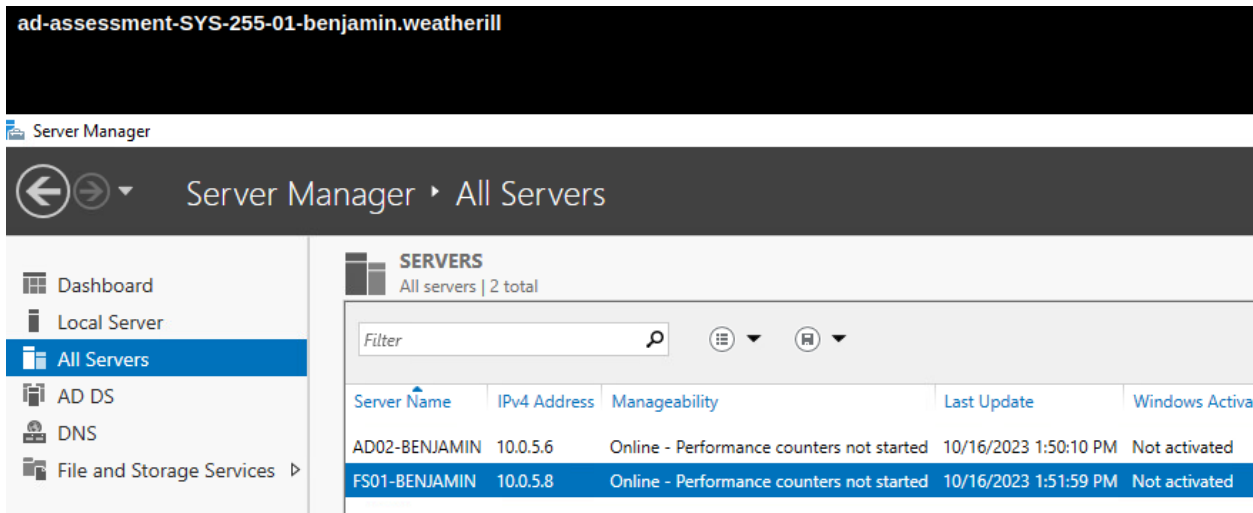 ad-assessment-SYS-255-01-benjamin.weatherill
Server Manager
Server Manager ‣ All Servers
Dashboard
Local Server
All Servers
AD DS
DNS
File and Storage Services
SERVERS
All servers | 2 total
Filter
Server Name IPv4 Address Manageability Last Update Windows Activa
AD02-BENJAMIN 10.0.5.6 Online - Performance counters not started 10/16/2023 1:50:10 PM Not activated
FS01-BENJAMIN 10.0.5.8 Online - Performance counters not started 10/16/2023 1:51:59 PM Not activated